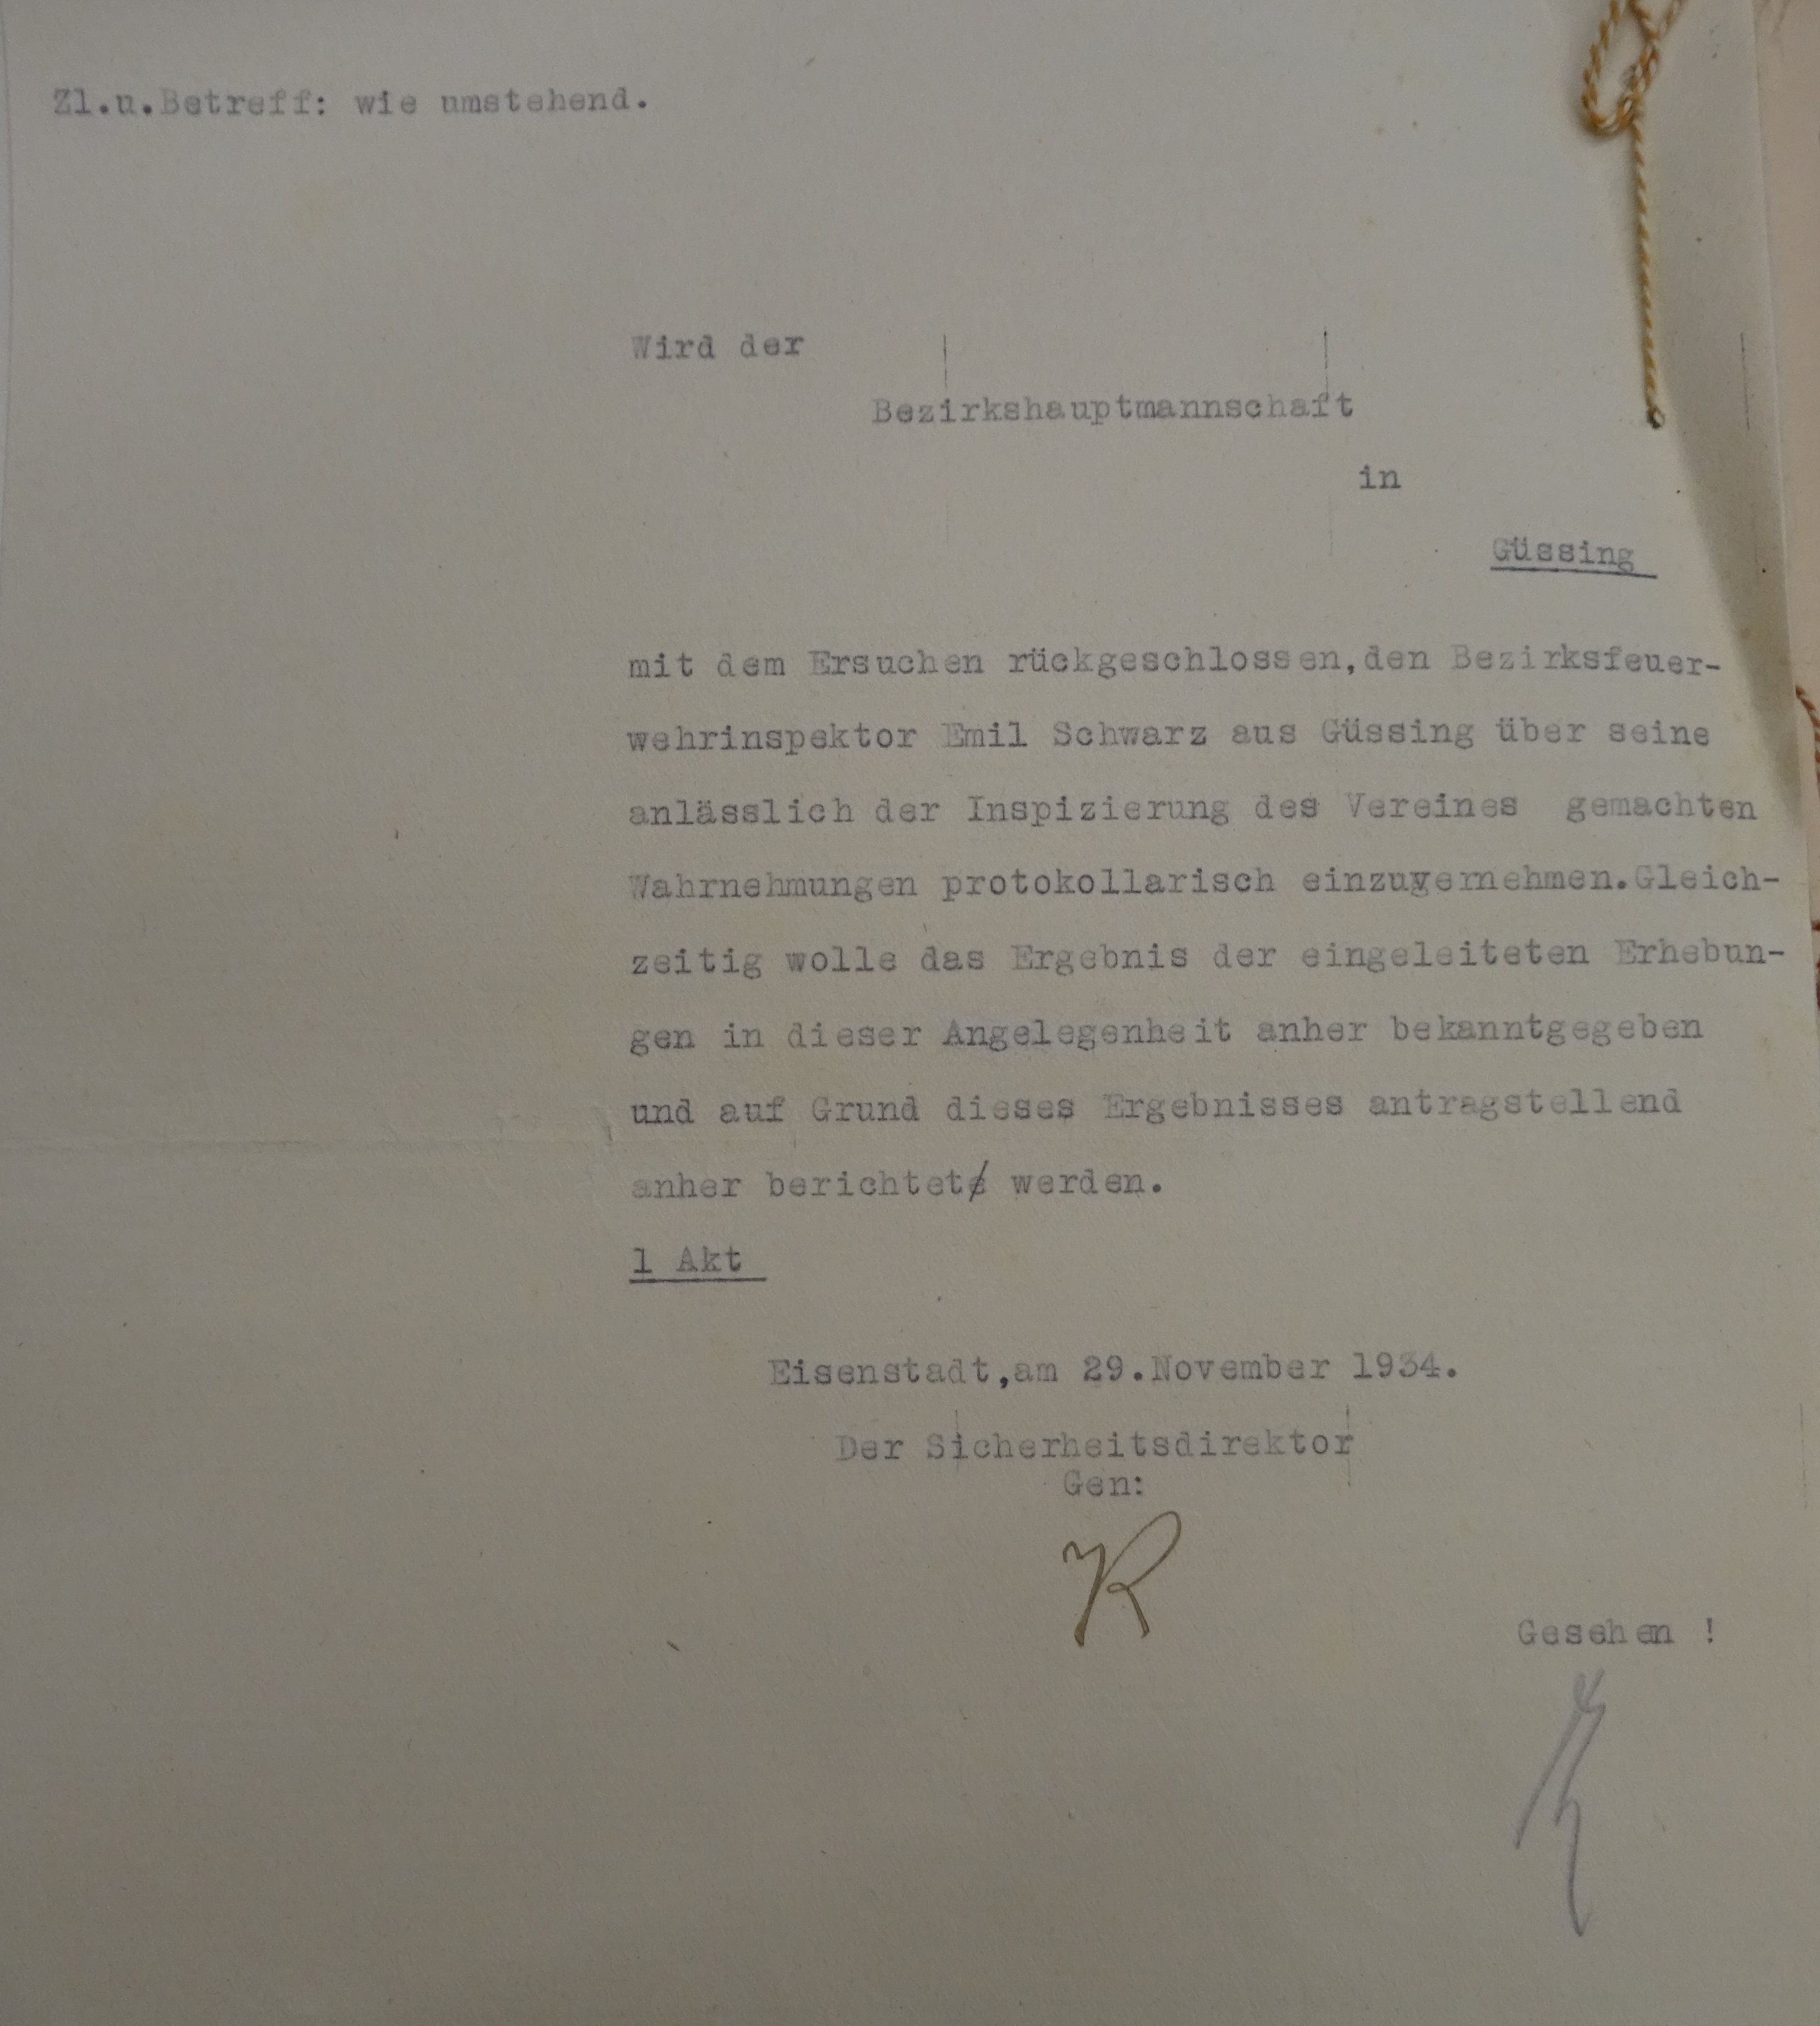 Zl.u.Betreff: wie umstehend.
Wird der
Bezirkshauptmannschaft
in
Güssing
mit dem Ersuchen rückgeschlossen,den Bezirksfeuer-
wehrinspektor Emil Schwarz aus Güssing über seine
anlässlich der Inspizierung des Vereines gemachten
Wahrnehmungen protokollarisch einzuvernehmen.Gleich-
zeitig wolle das Ergebnis der eingeleiteten Erhebun-
gen in dieser Angelegenheit anher bekanntgegeben
und auf Grund dieses Ergebnisses antragstellend
anher berichtet werden.
1 Akt
Eisenstadt,am 29.November 1934.
Der Sicherheitsdirektor
Gen:
R
Gesehen !